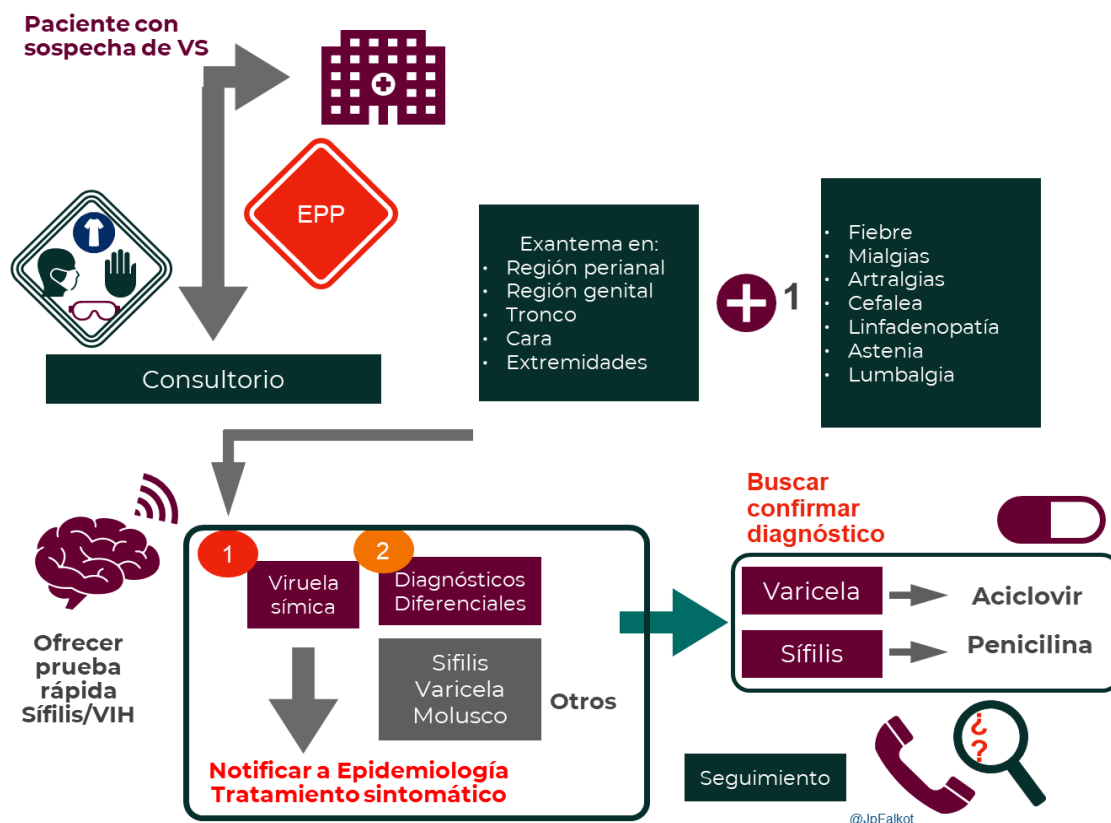 Paciente con
sospecha de VS
EPP
Consultorio
Exantema en:
• Región perianal
• Región genital
• Tronco
• Cara
• Extremidades
1
• Fiebre
• Mialgias
• Artralgias
• Cefalea
• Linfadenopatía
• Astenia
• Lumbalgia
Ofrecer
prueba
rápida
Sífilis/VIH
1
Viruela
símica
2
Diagnósticos
Diferenciales
Sifilis
Varicela
Molusco
Otros
Notificar a Epidemiología
Tratamiento sintomático
Buscar
confirmar
diagnóstico
Varicela
Aciclovir
Sífilis
Penicilina
Seguimiento
¿
?
@JpFalkot